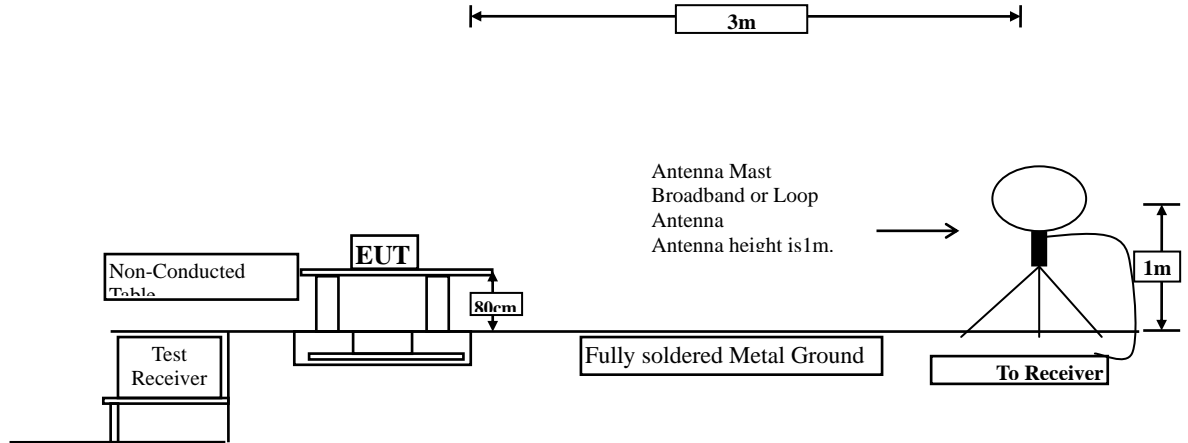 3m
Antenna Mast
Broadband or Loop
Antenna
Antenna height is1m.
EUT
Non-Conducted
Table
80cm
1m
Test
Receiver
Fully soldered Metal Ground
To Receiver